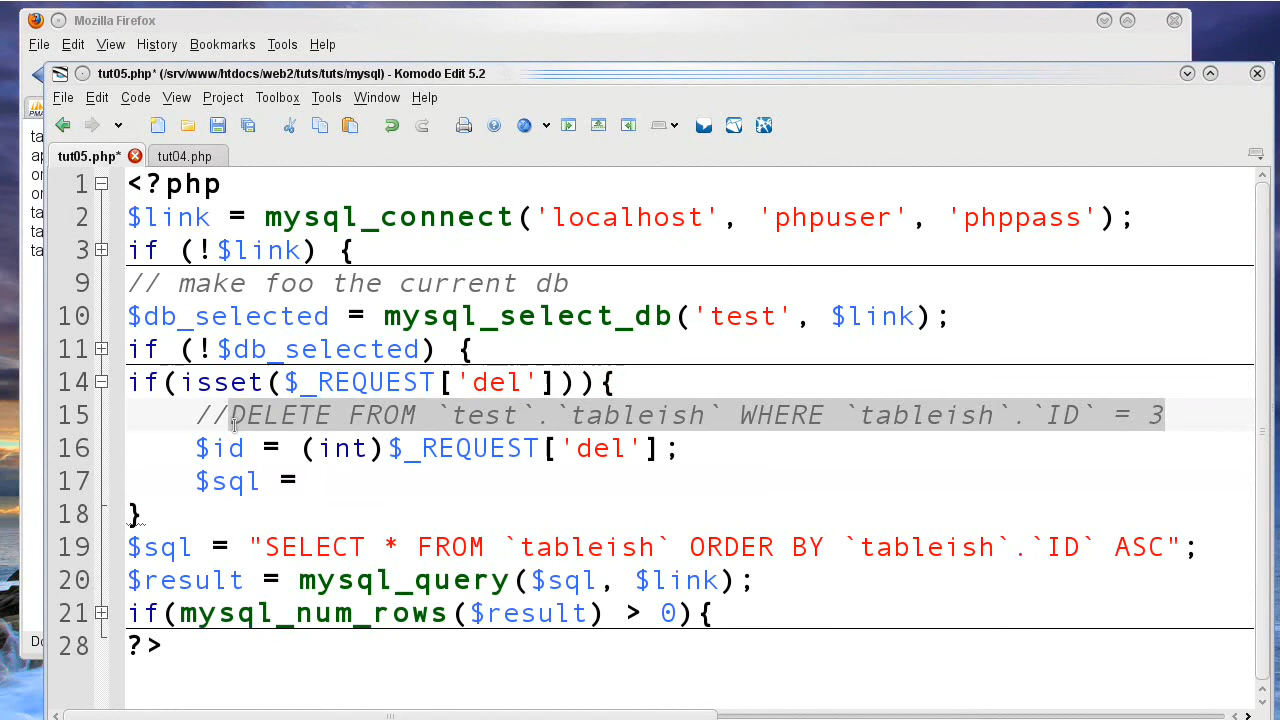 Mozilla Firefox
File Edit View History Bookmarks Tools Help
tut05.php* (/srv/www/htdocs/web2/tuts/tuts/mysql) - Komodo Edit 5.2
File Edit Code View Project Toolbox Tools Window Help
tut05.php* tut04.php
1 <?php
2 $link = mysql_connect('localhost', 'phpuser', 'phppass');
3 if (!$link) {
9 // make foo the current db
10 $db_selected = mysql_select_db('test', $link);
11 if (!$db_selected) {
14 if(isset($_REQUEST['del'])){
15 //DELETE FROM `test`.`tableish` WHERE `tableish`.`ID` = 3
16 $id = (int)$_REQUEST['del'];
17 $sql =
18 }
19 $sql = "SELECT * FROM `tableish` ORDER BY `tableish`.`ID` ASC";
20 $result = mysql_query($sql, $link);
21 if(mysql_num_rows($result) > 0){
28 ?>